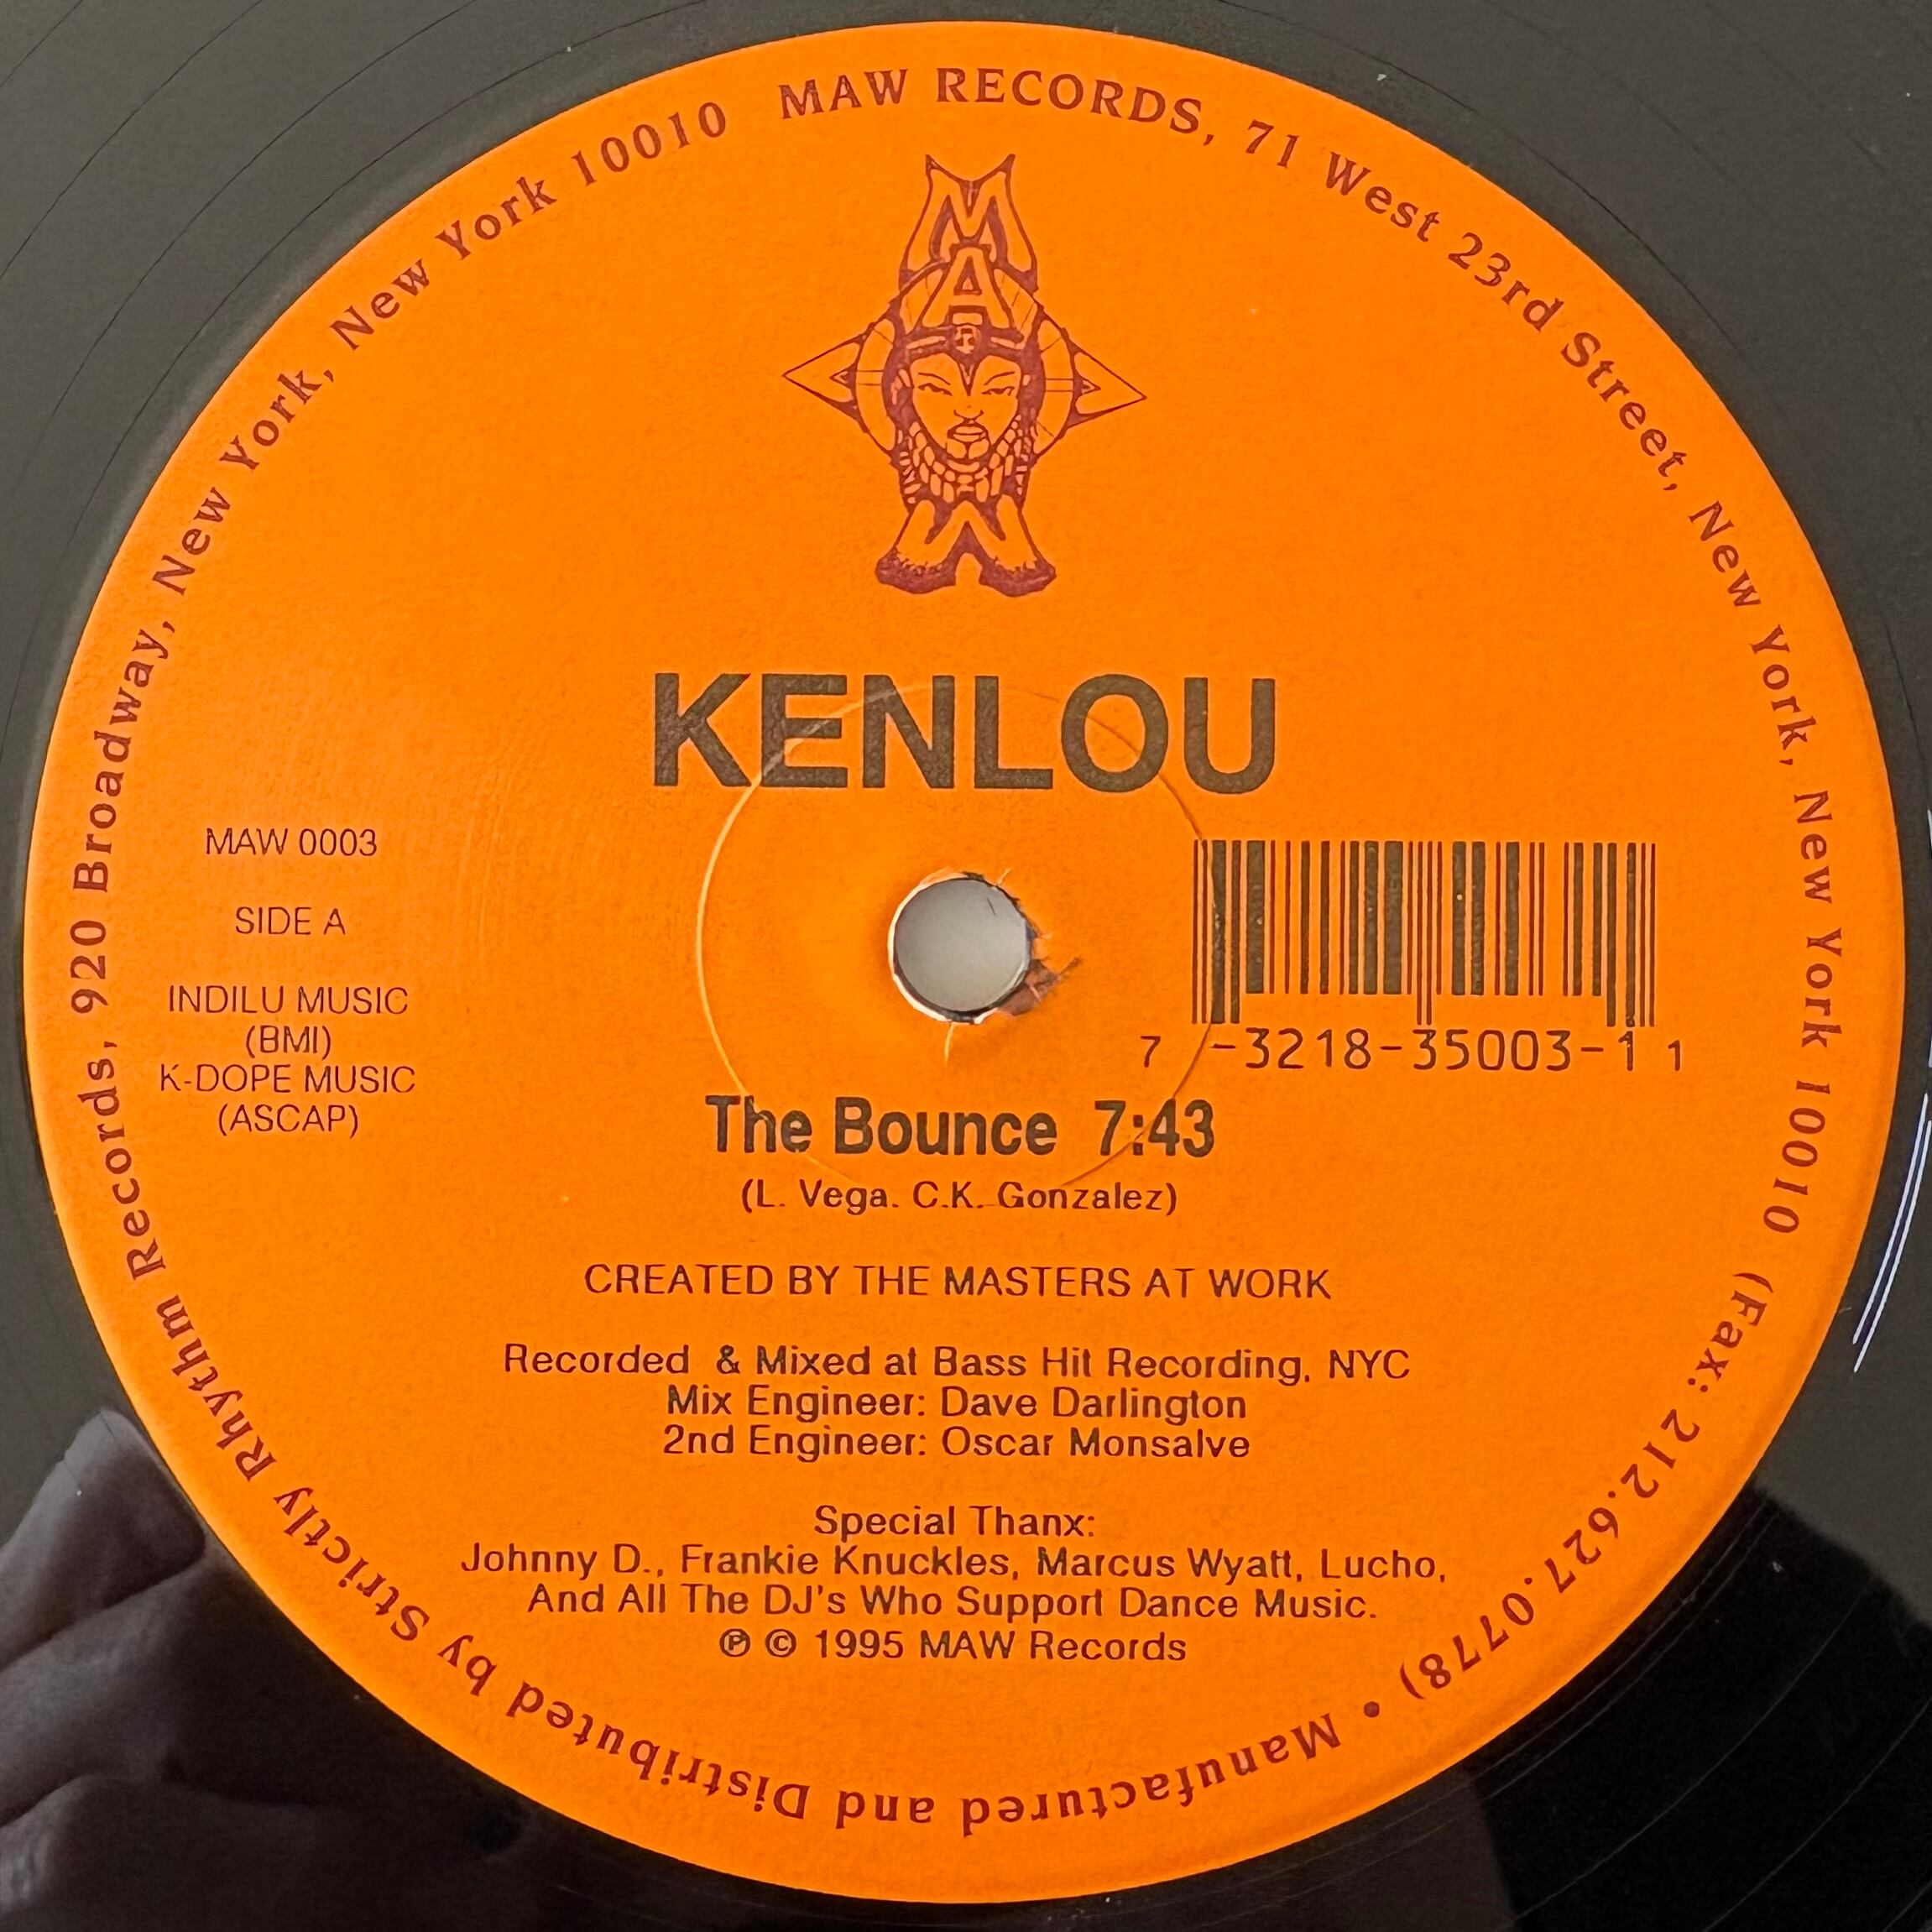 MAW RECORDS, 71 West 23rd Street, New York, New York 10010 (Fax: 212.627.0778) • Manufactured and Distributed by Strictly Rhythm Records, 920 Broadway, New York, New York 10010
MAW
KENLOU
MAW 0003
SIDE A
INDILU MUSIC
(BMI)
K-DOPE MUSIC
(ASCAP)
7 -3218-35003-1 1
The Bounce 7:43
(L. Vega. C.K. Gonzalez)
CREATED BY THE MASTERS AT WORK
Recorded & Mixed at Bass Hit Recording, NYC
Mix Engineer: Dave Darlington
2nd Engineer: Oscar Monsalve
Special Thanx:
Johnny D., Frankie Knuckles, Marcus Wyatt, Lucho,
And All The DJ's Who Support Dance Music.
℗ © 1995 MAW Records